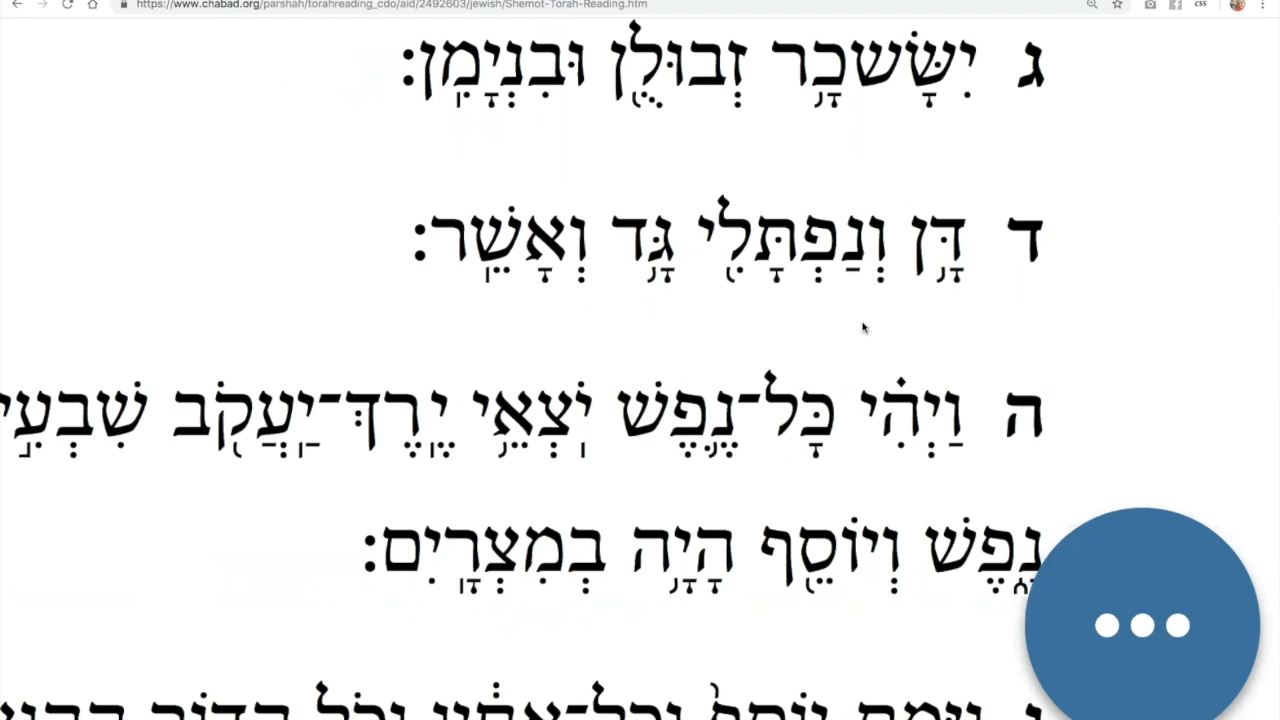 https://www.chabad.org/parshah/torahreading_cdo/aid/2492603/jewish/Shemot-Torah-Reading.htm
ג יִשָּׂשכָ֥ר זְבוּלֻ֖ן וּבִנְיָמִֽן׃
ד דָּ֥ן וְנַפְתָּלִ֖י גָּ֥ד וְאָשֵֽׁר׃
ה וַיְהִ֗י כָּל־נֶ֛פֶשׁ יֹֽצְאֵ֥י יֶֽרֶךְ־יַֽעֲקֹ֖ב
נָ֑פֶשׁ וְיוֹסֵ֖ף הָיָ֥ה בְמִצְרָֽיִם׃